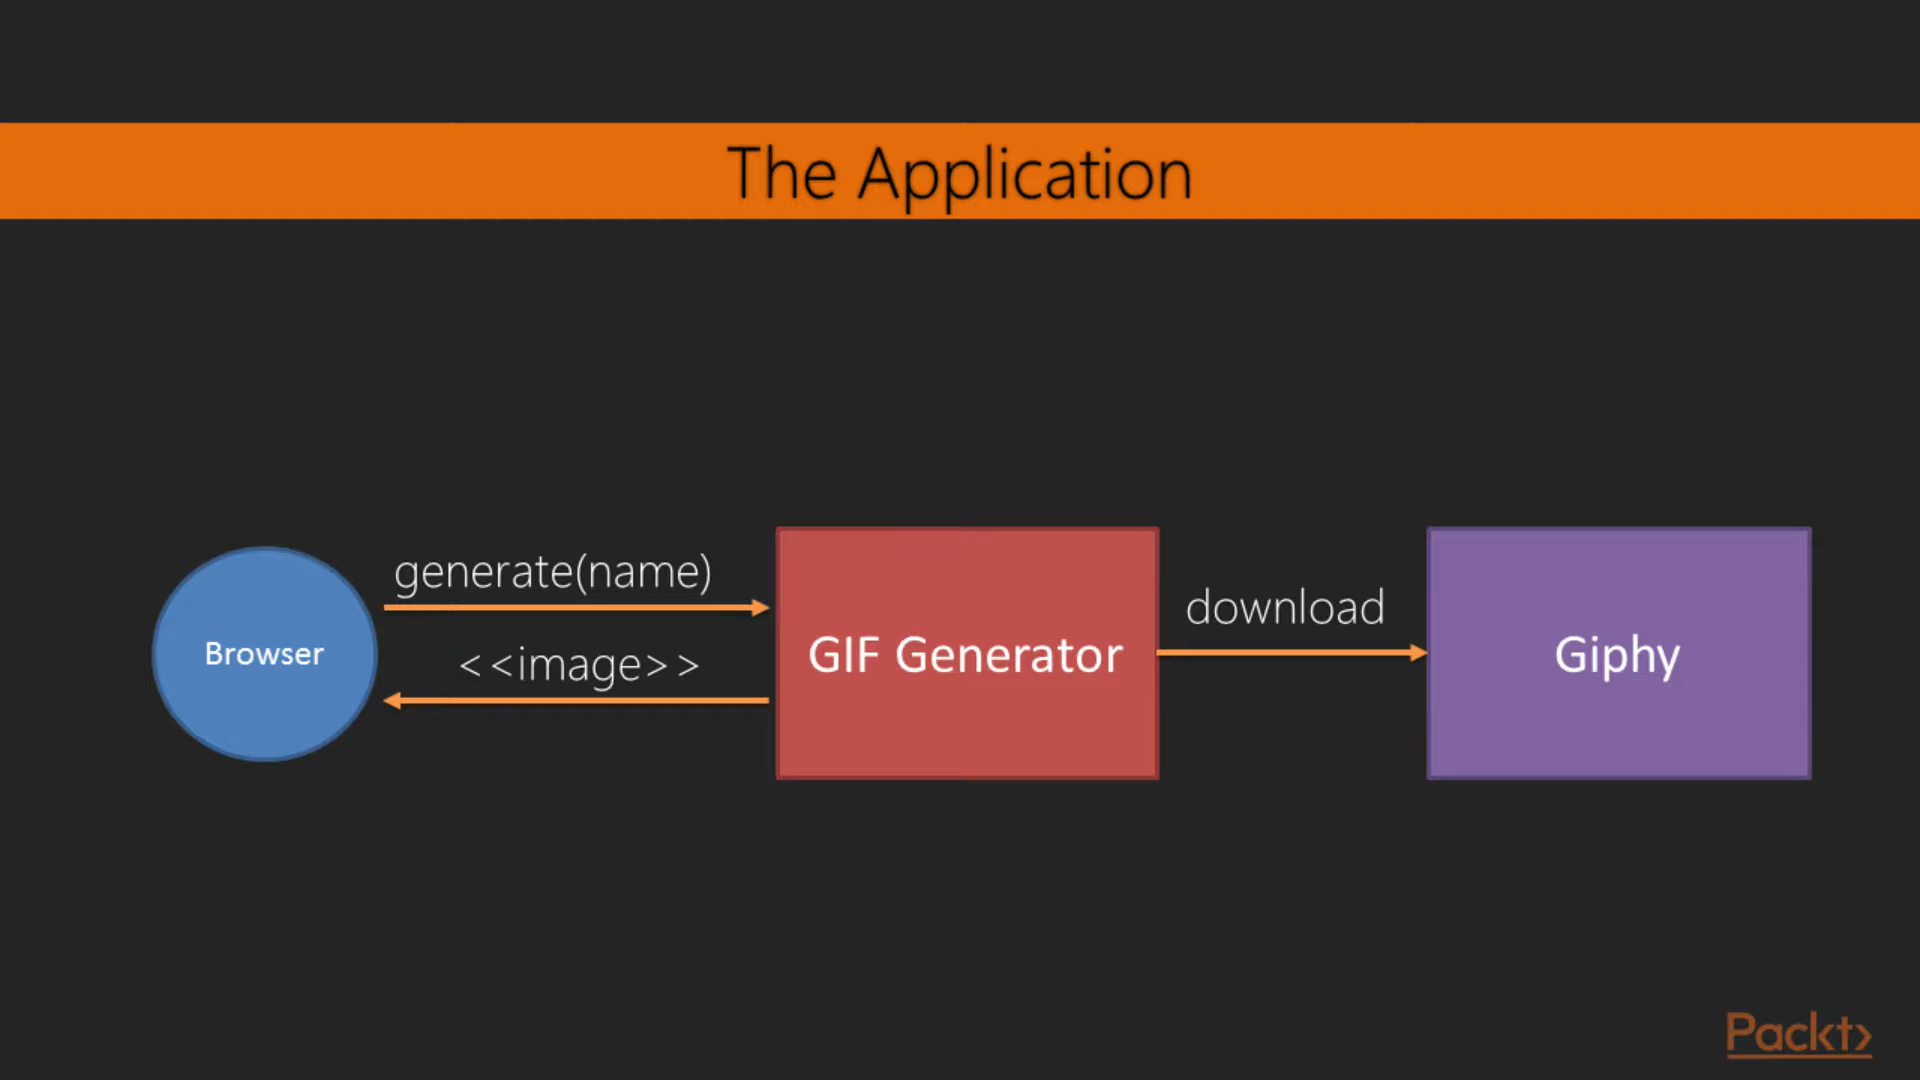 The Application
generate(name)
<<image>>
Browser
GIF Generator
download
Giphy
Packt>